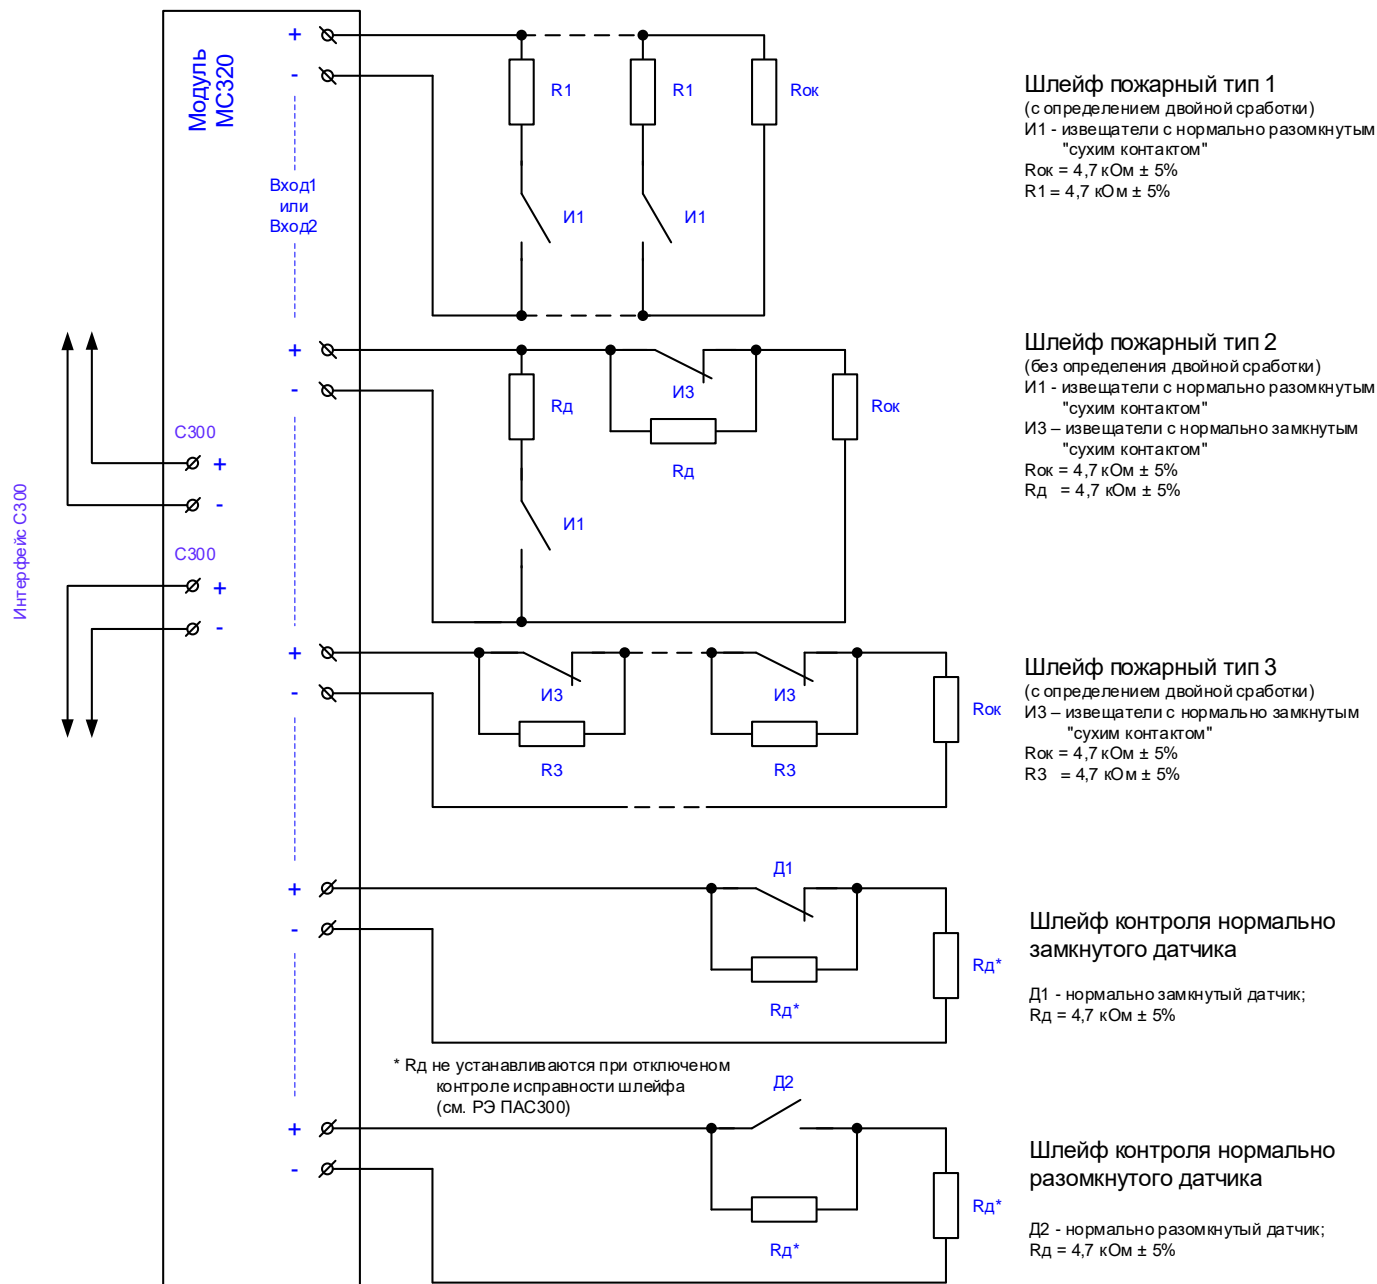 Модуль
МС320
+
-
Вход1
или
Вход2
R1
R1
Rок
И1
И1
Шлейф пожарный тип 1
(с определением двойной сработки)
И1 - извещатели с нормально разомкнутым
"сухим контактом"
Rок = 4,7 кОм ± 5%
R1 = 4,7 кОм ± 5%
+
-
Rд
И3
Rд
Rок
И1
Шлейф пожарный тип 2
(без определения двойной сработки)
И1 - извещатели с нормально разомкнутым
"сухим контактом"
И3 – извещатели с нормально замкнутым
"сухим контактом"
Rок = 4,7 кОм ± 5%
Rд = 4,7 кОм ± 5%
Интерфейс С300
С300
+
-
С300
+
-
+
-
И3
R3
И3
R3
Rок
Шлейф пожарный тип 3
(с определением двойной сработки)
И3 – извещатели с нормально замкнутым
"сухим контактом"
Rок = 4,7 кОм ± 5%
R3 = 4,7 кОм ± 5%
+
-
Д1
Rд*
Rд*
Шлейф контроля нормально
замкнутого датчика
Д1 - нормально замкнутый датчик;
Rд = 4,7 кОм ± 5%
* Rд не устанавливаются при отключеном
контроле исправности шлейфа
(см. РЭ ПАС300)
+
-
Д2
Rд*
Rд*
Шлейф контроля нормально
разомкнутого датчика
Д2 - нормально разомкнутый датчик;
Rд = 4,7 кОм ± 5%